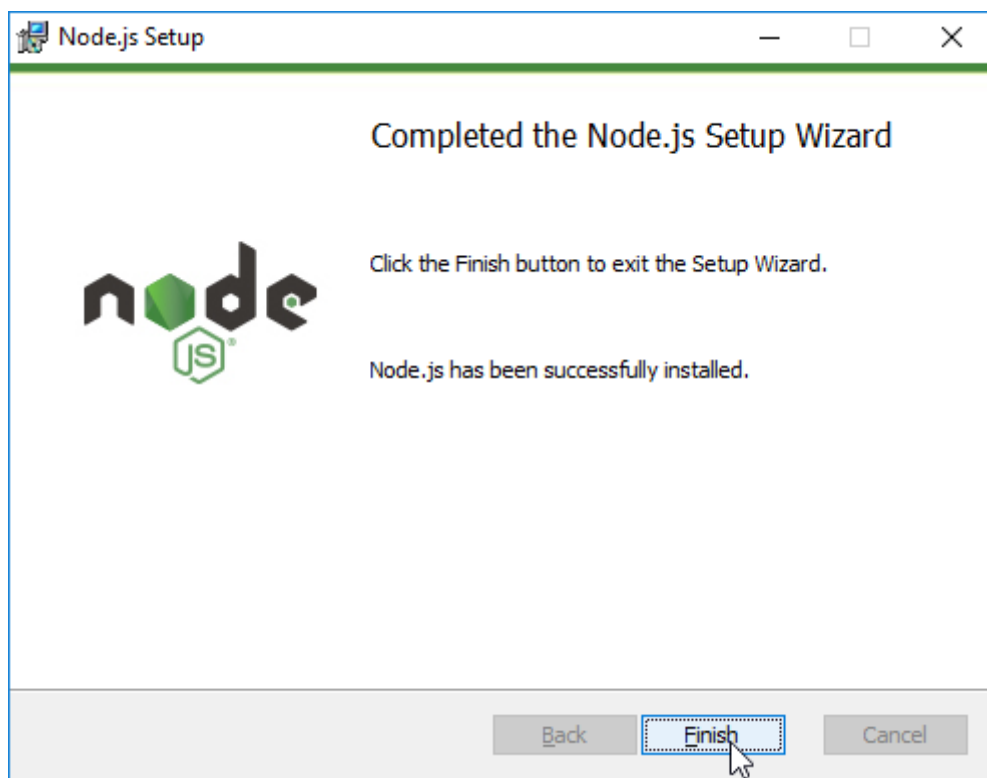 Node.js Setup
Completed the Node.js Setup Wizard
Click the Finish button to exit the Setup Wizard.
node
JS®
Node.js has been successfully installed.
Back Finish Cancel